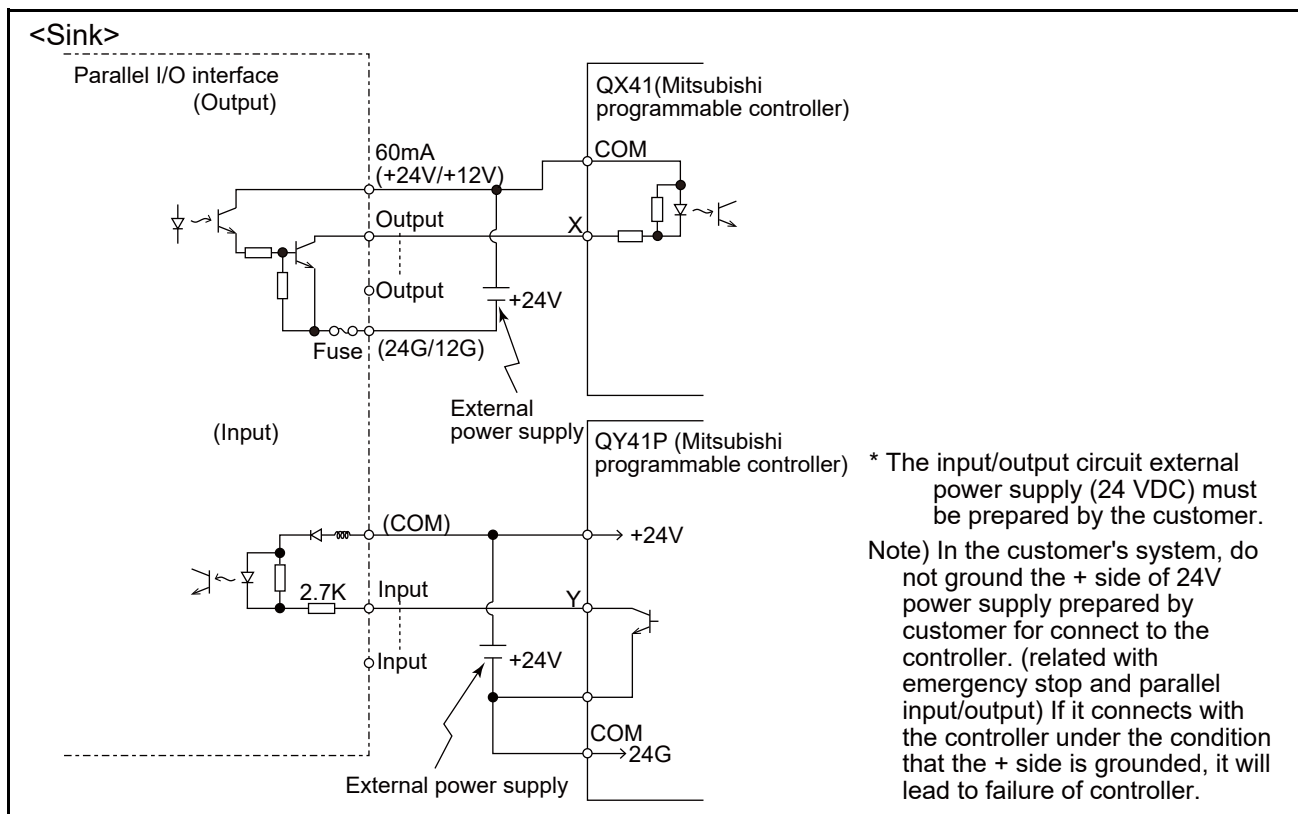 <Sink>
Parallel I/O interface
(Output)
QX41(Mitsubishi
programmable controller)
60mA
(+24V/+12V)
COM
Output
X
Output
+24V
Fuse
(24G/12G)
External
power supply
(Input)
QY41P (Mitsubishi
programmable controller)
(COM)
+24V
2.7K
Input
Y
Input
+24V
COM
24G
External power supply
* The input/output circuit external
power supply (24 VDC) must
be prepared by the customer.
Note) In the customer's system, do
not ground the + side of 24V
power supply prepared by
customer for connect to the
controller. (related with
emergency stop and parallel
input/output) If it connects with
the controller under the condition
that the + side is grounded, it will
lead to failure of controller.